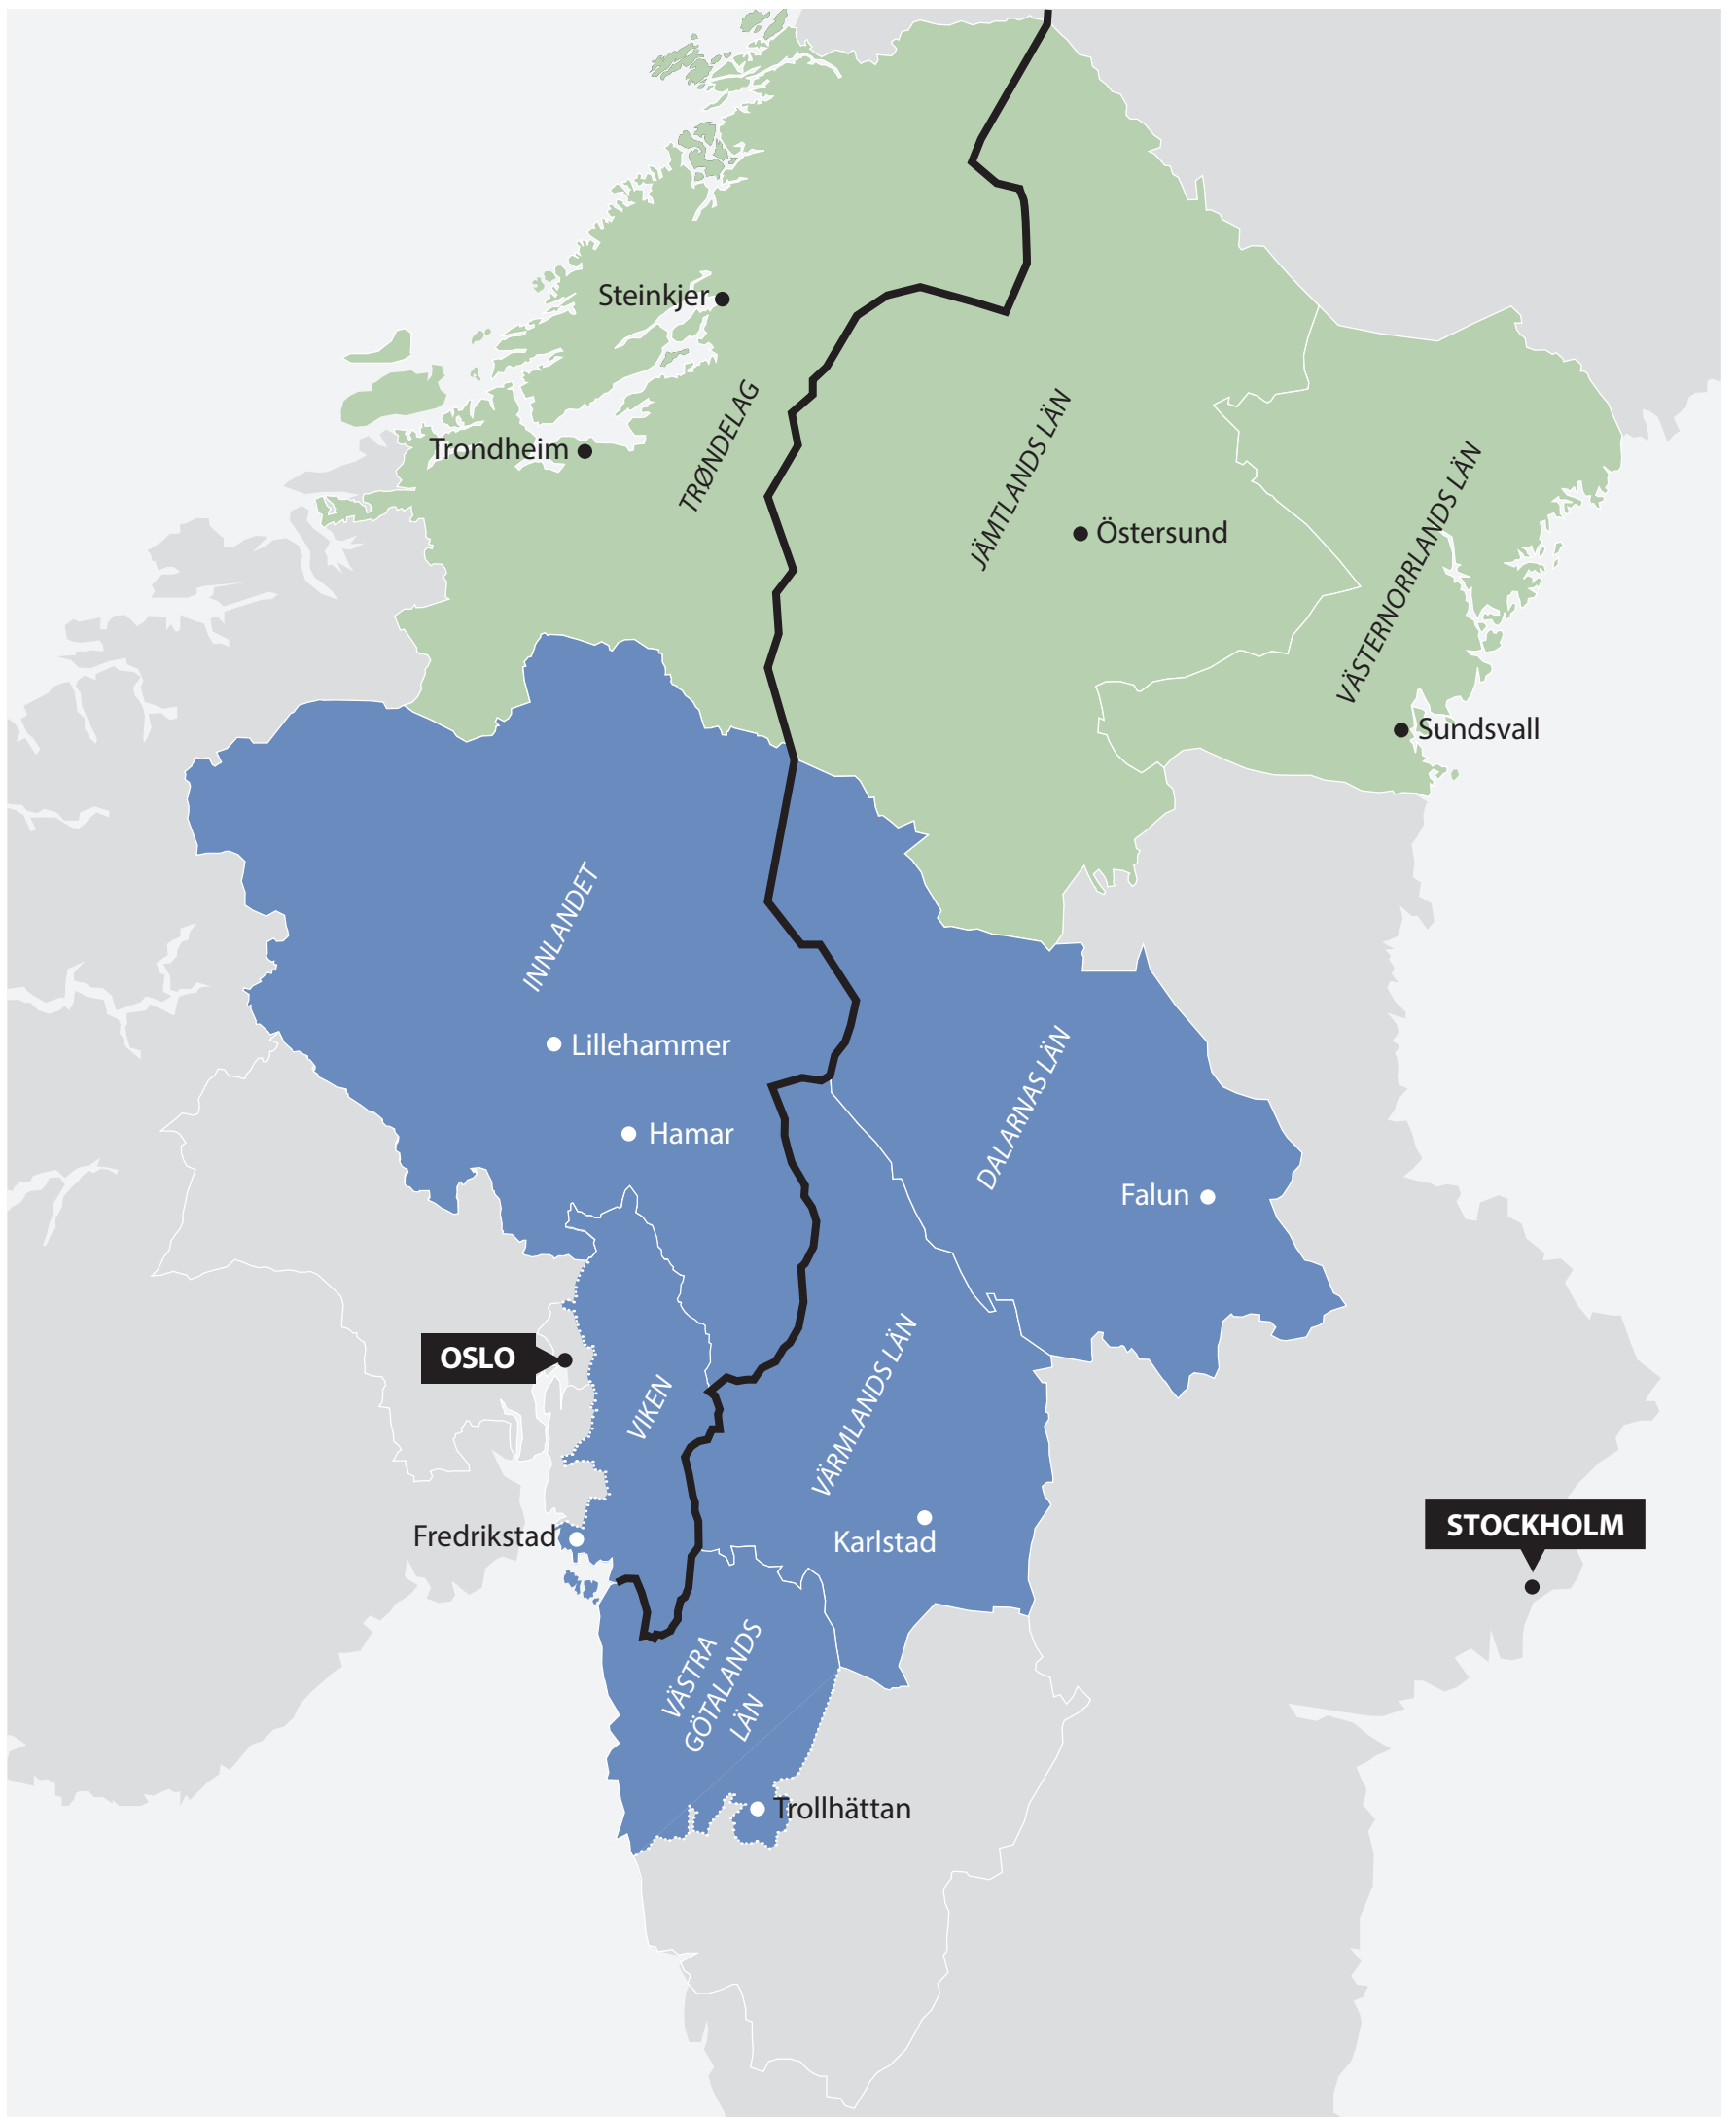 Steinkjer
Trondheim
TRØNDELAG
JÄMTLANDS LÄN
Östersund
VÄSTERNORRLANDS LÄN
Sundsvall
INNLANDET
Lillehammer
Hamar
DALARNAS LÄN
Falun
OSLO
VIKEN
VÄRMLANDS LÄN
Fredrikstad
Karlstad
STOCKHOLM
VÄSTRA
GÖTALANDS
LÄN
Trollhättan